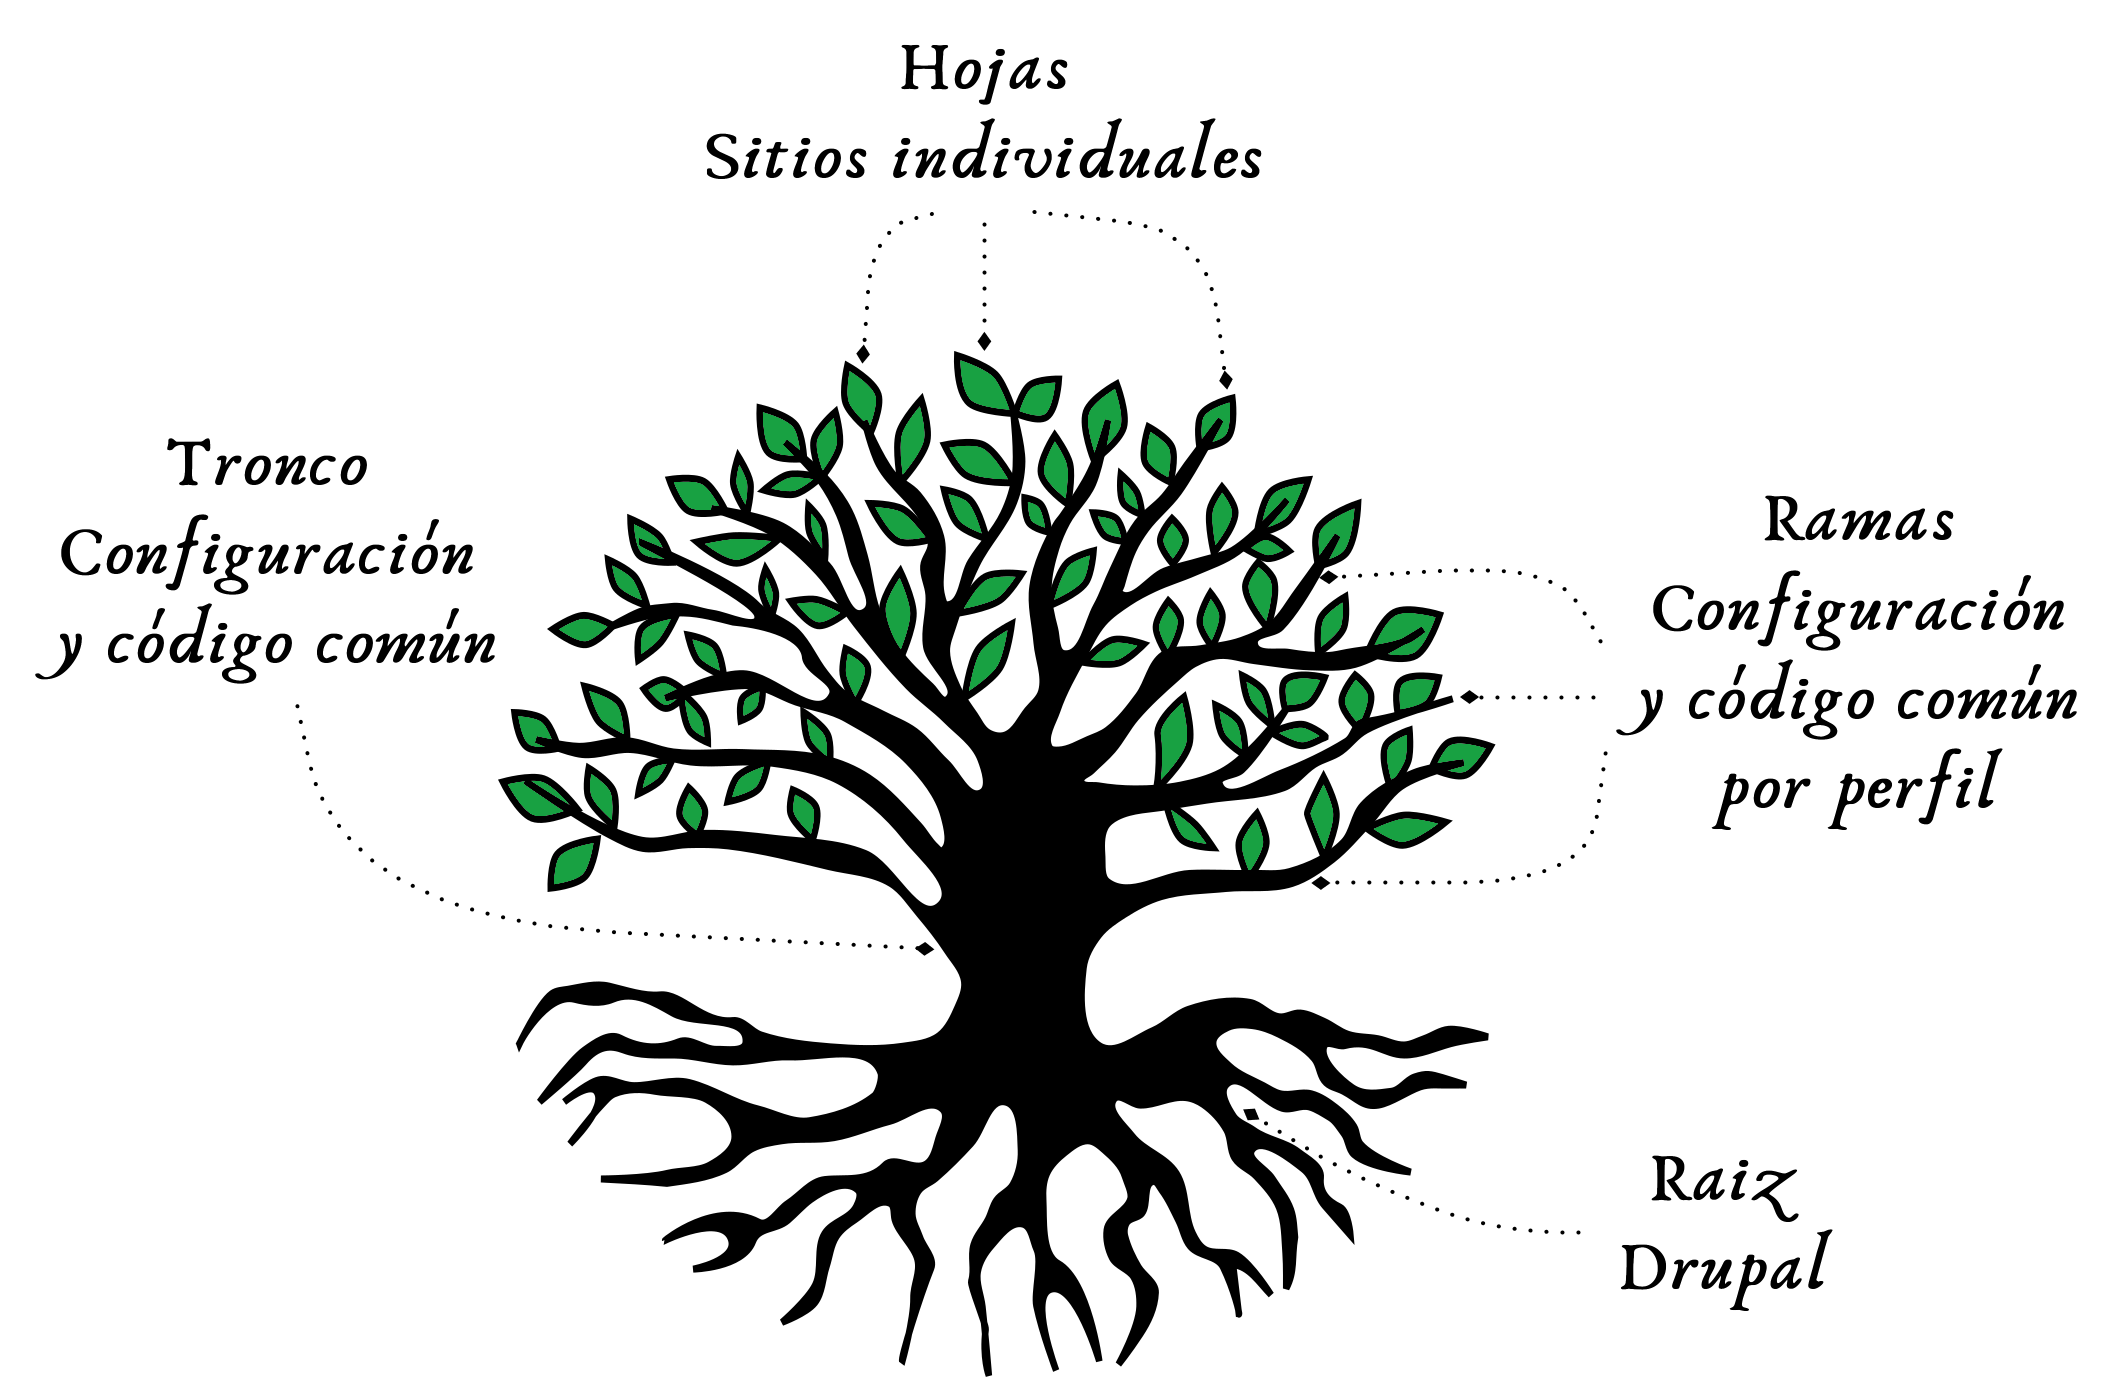 Hojas
Sitios individuales
Tronco
Configuración
y código común
Ramas
Configuración
y código común
por perfil
Raiz
Drupal